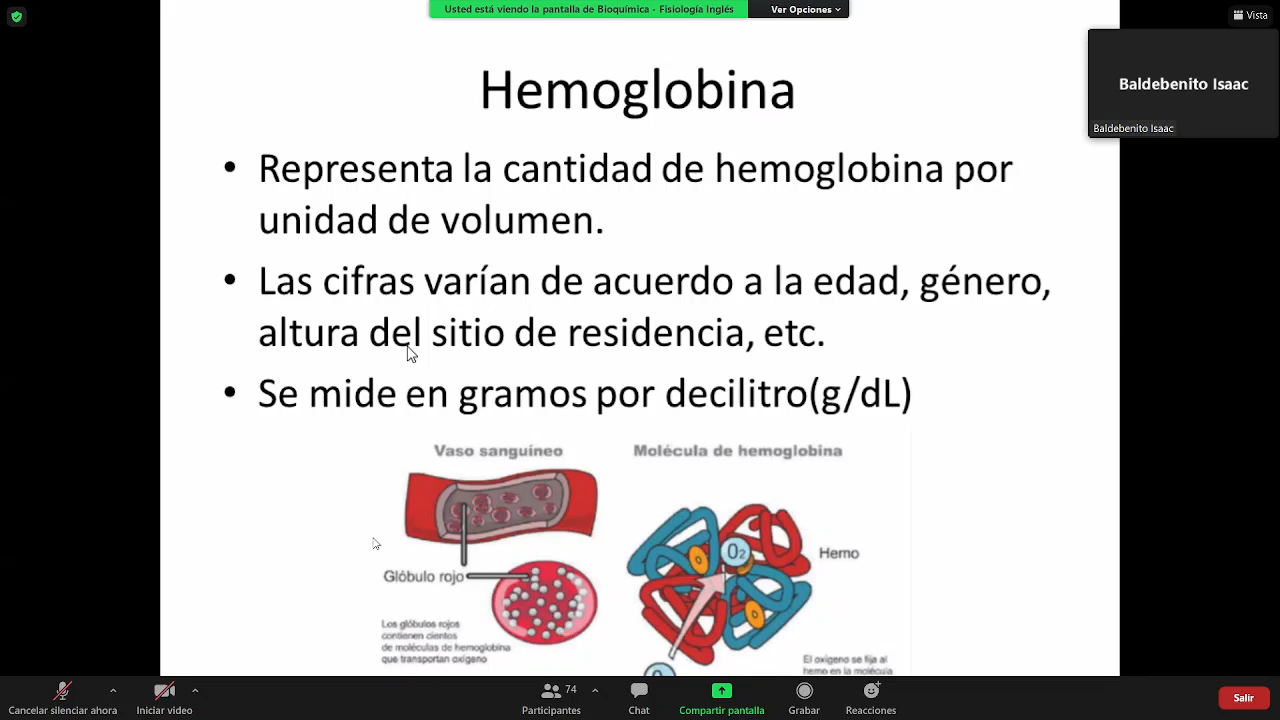 Usted está viendo la pantalla de Bioquímica - Fisiología Inglés
Ver Opciones
Vista
Baldebenito Isaac
Baldebenito Isaac
Hemoglobina
• Representa la cantidad de hemoglobina por
unidad de volumen.
• Las cifras varían de acuerdo a la edad, género,
altura del sitio de residencia, etc.
• Se mide en gramos por decilitro(g/dL)
Vaso sanguíneo
Molécula de hemoglobina
O2
Hemo
Glóbulo rojo
Los glóbulos rojos
contienen cientos
de moléculas de hemoglobina
que transportan oxígeno
El oxígeno se fija al
hemo en la molécula
Cancelar silenciar ahora
Iniciar video
74
Participantes
Chat
Compartir pantalla
Grabar
Reacciones
Salir